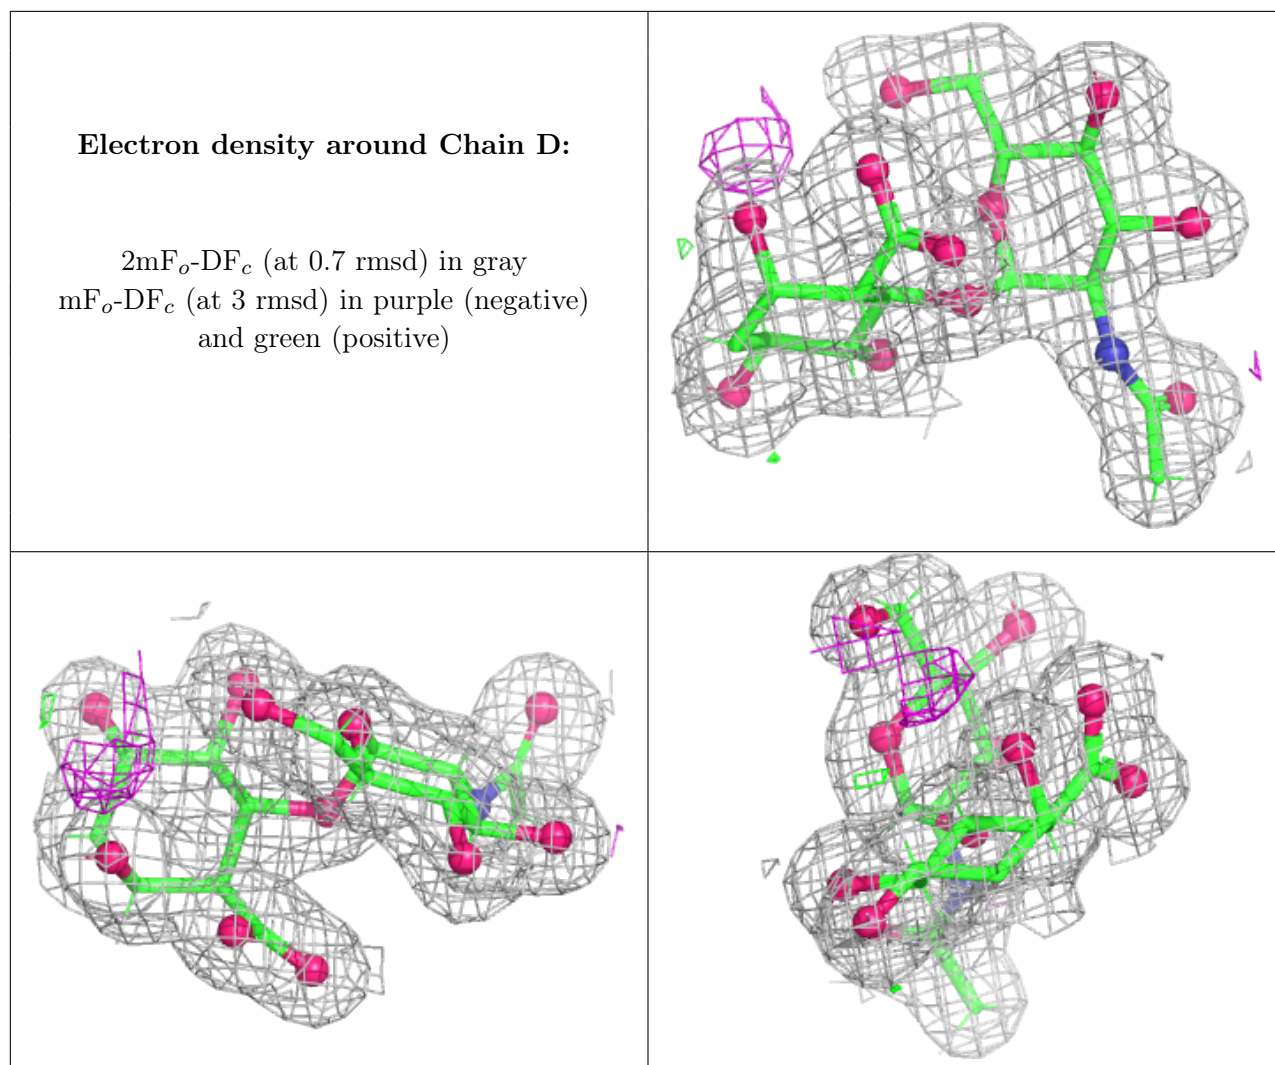 Electron density around Chain D:
2mFₒ-DF𝒸 (at 0.7 rmsd) in gray
mFₒ-DF𝒸 (at 3 rmsd) in purple (negative)
and green (positive)